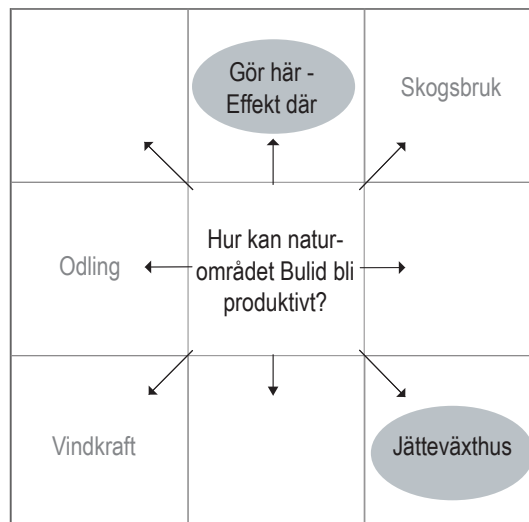 Gör här -
Effekt där
Skogsbruk
Odling
Hur kan natur-
området Bulid bli
produktivt?
Vindkraft
Jätteväxthus